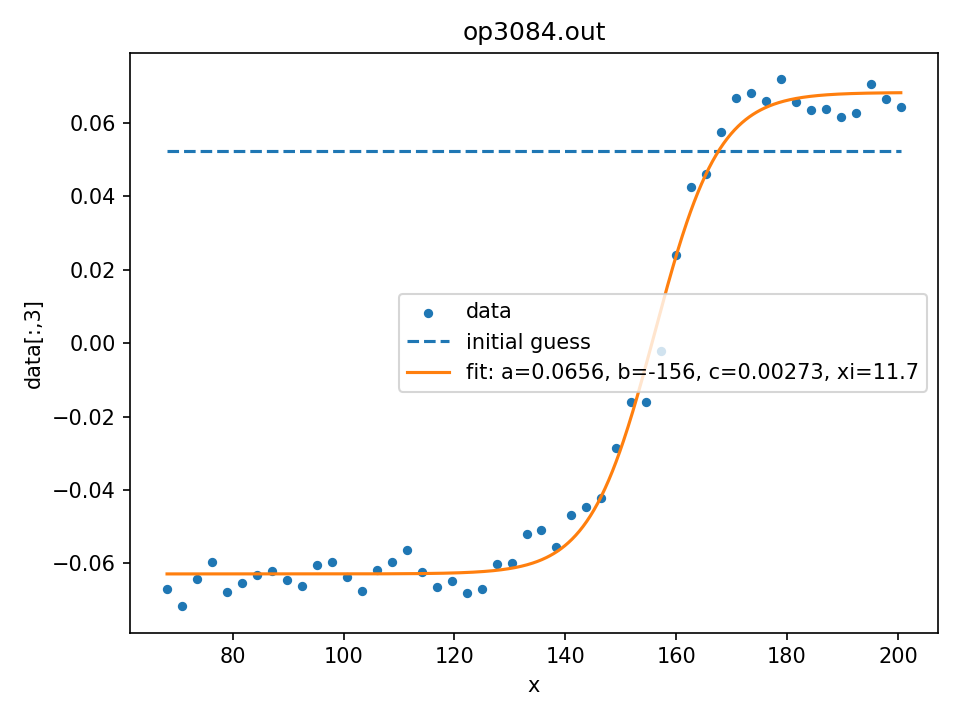 op3084.out
data[:,3]
0.06
0.04
0.02
0.00
−0.02
−0.04
−0.06
data
initial guess
fit: a=0.0656, b=-156, c=0.00273, xi=11.7
80 100 120 140 160 180 200
x